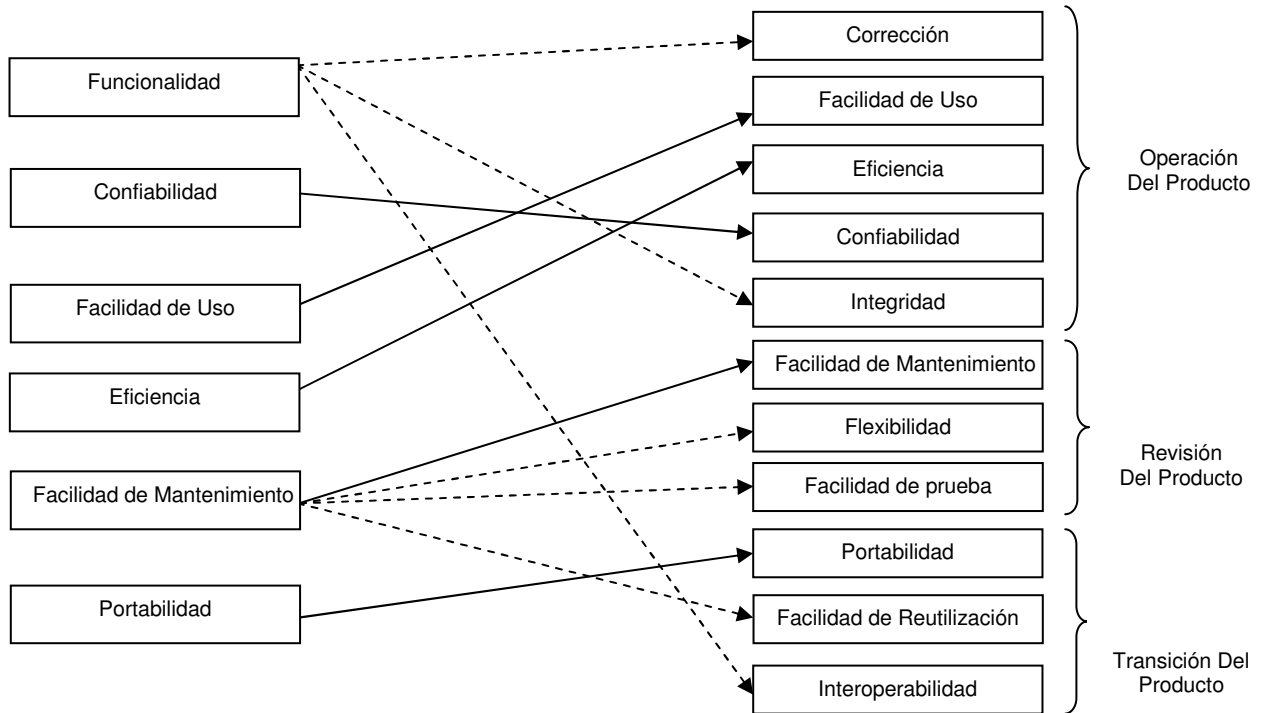 Funcionalidad
Confiabilidad
Facilidad de Uso
Eficiencia
Facilidad de Mantenimiento
Portabilidad
Corrección
Facilidad de Uso
Eficiencia
Confiabilidad
Integridad
Facilidad de Mantenimiento
Flexibilidad
Facilidad de prueba
Portabilidad
Facilidad de Reutilización
Interoperabilidad
Operación
Del Producto
Revisión
Del Producto
Transición Del
Producto